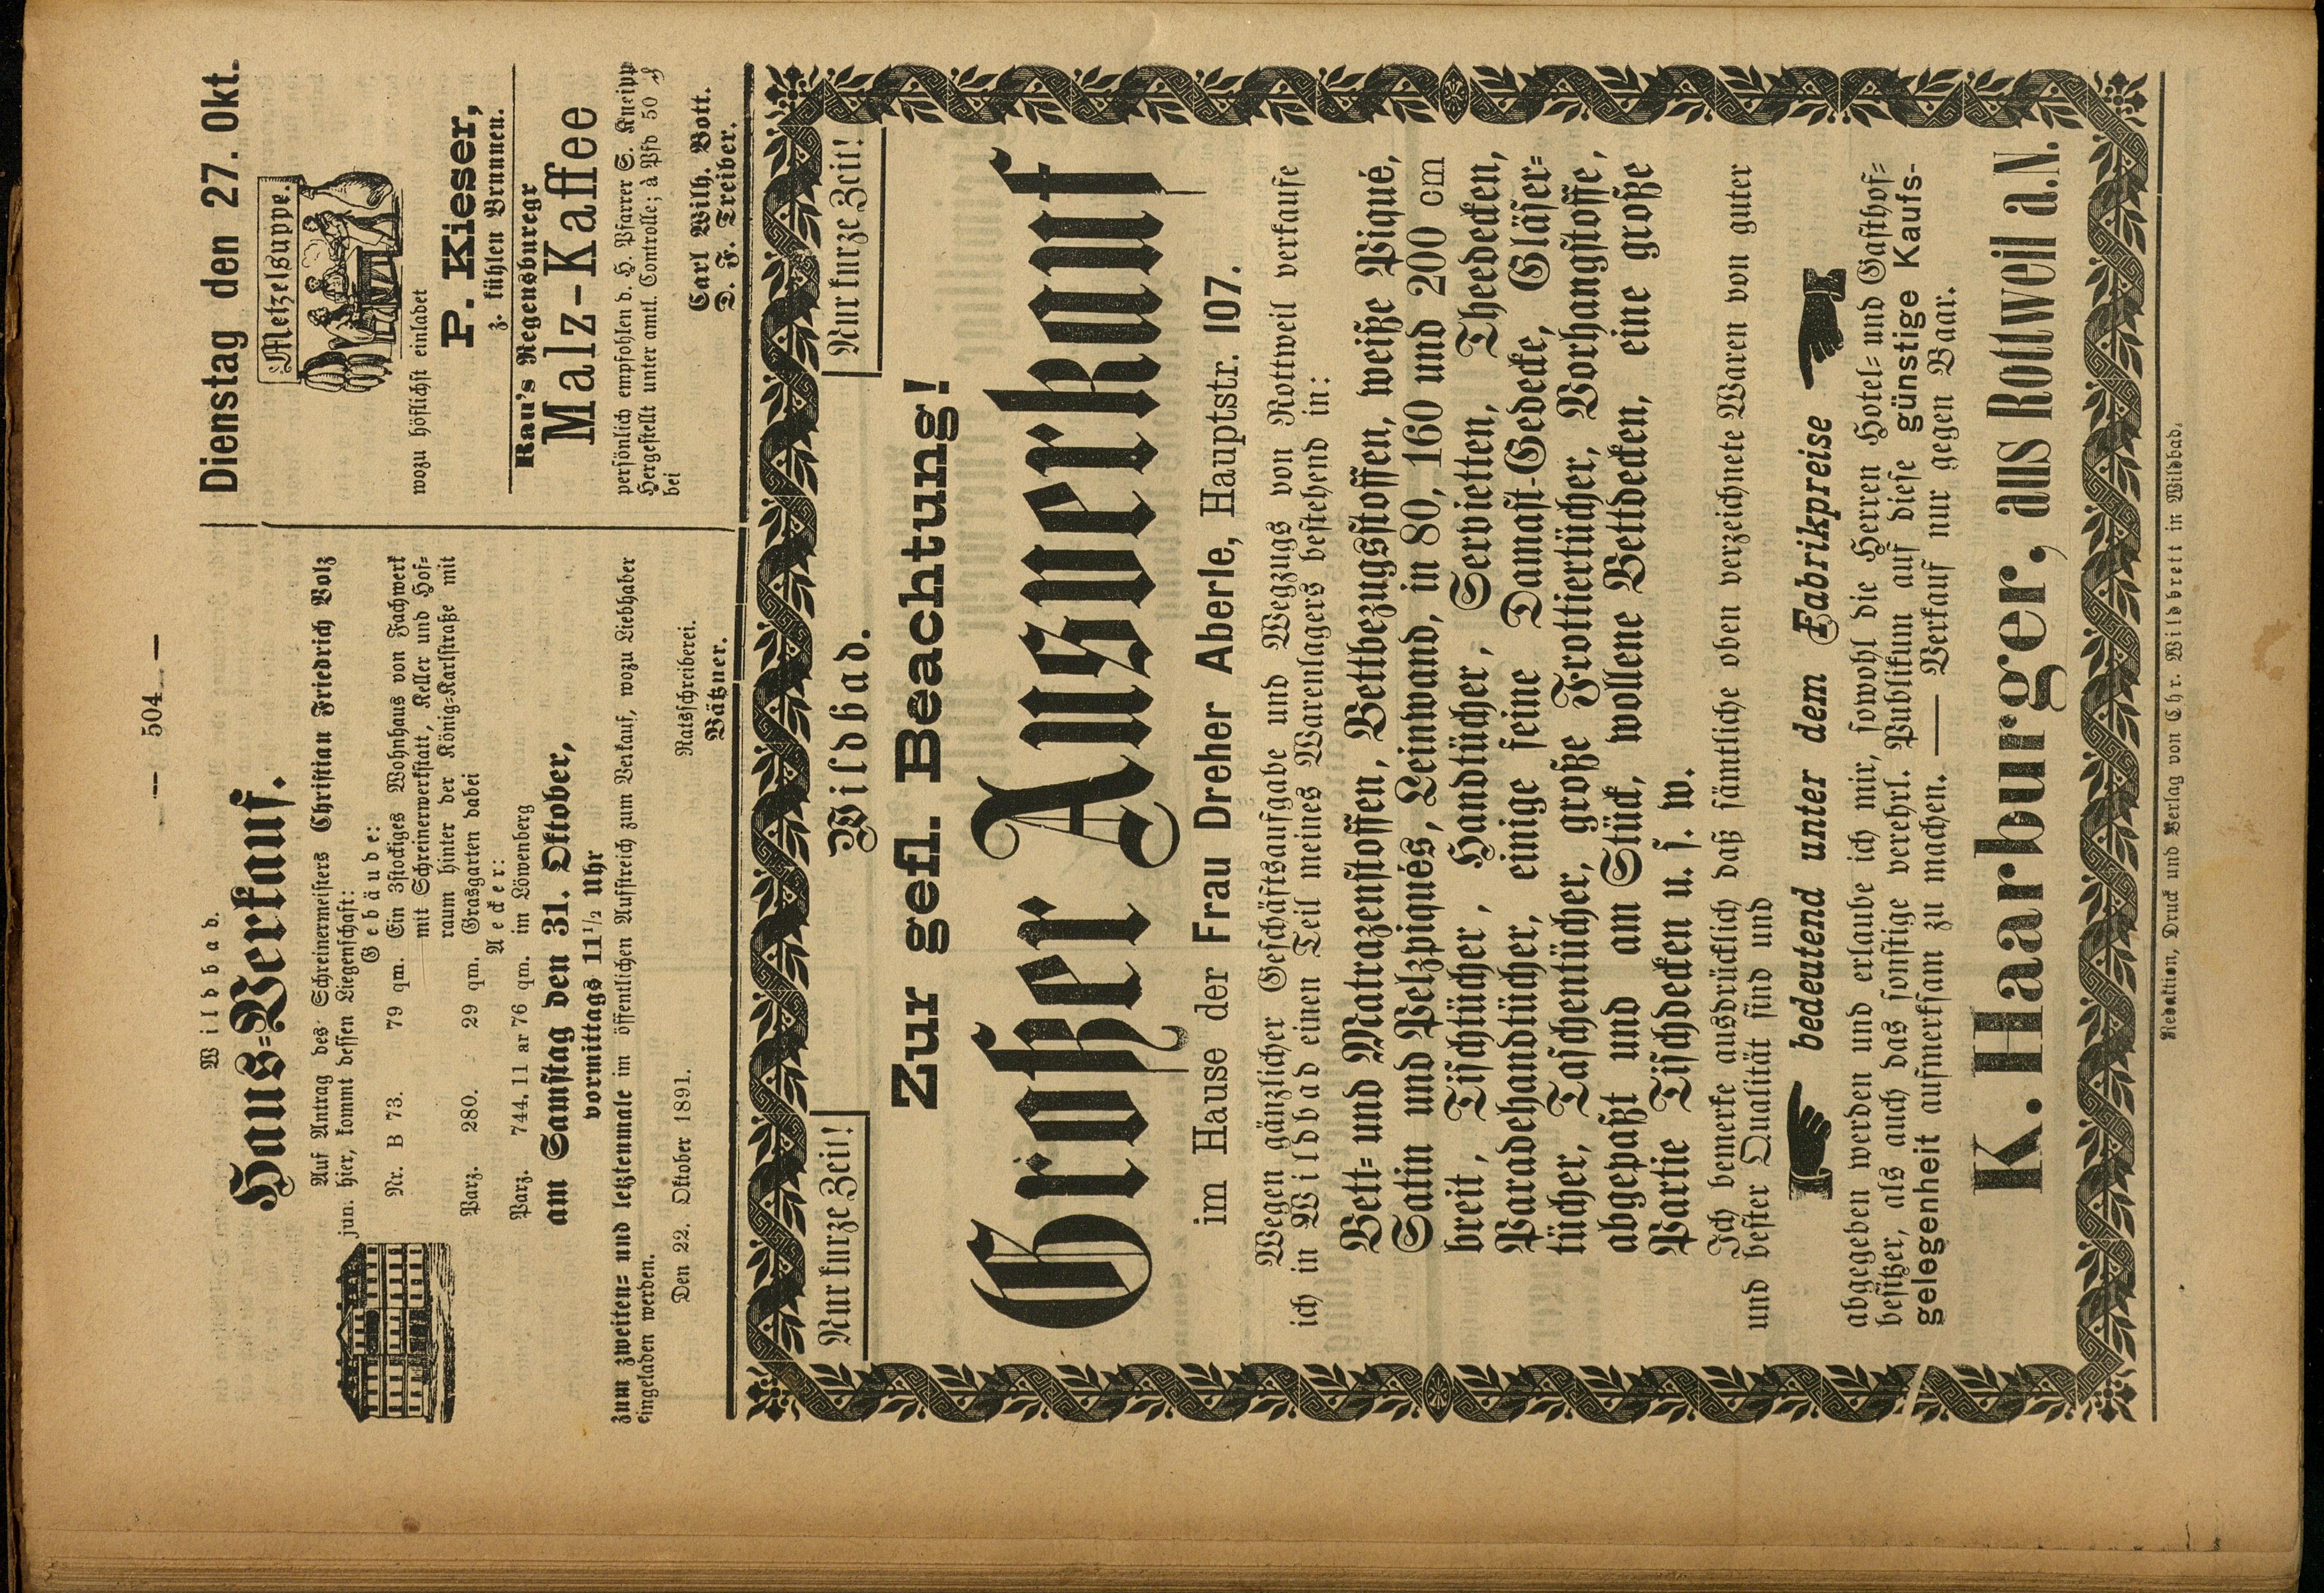 — 504 —
Wildbad.
Haus-Verkauf.
Auf Antrag des Schreinermeisters Christian Friedrich Volz
jun. hier, kommt dessen Liegenschaft:
Gebäude:
Nr. B 73. 79 qm. Ein 3stockiges Wohnhaus von Fachwerk
mit Schreinerwerkstatt, Keller und Hof-
raum hinter der König-Karlstraße mit
Parz. 280. 29 qm. Grasgarten dabei
Aecker:
Parz. 744. 11 ar 76 qm. im Löwenberg
am Samstag den 31. Oktober,
vormittags 11½ Uhr
zum zweiten- und letztenmale im öffentlichen Aufstreich zum Verkauf, wozu Liebhaber
eingeladen werden.
Den 22. Oktober 1891.
Ratsschreiberei.
Bätzner.
Dienstag den 27. Okt.
Metzelsuppe.
wozu höflichst einladet
P. Kieser,
z. kühlen Brunnen.
Rau's Regensburegr
Malz-Kaffee
persönlich empfohlen v. H. Pfarrer S. Kneipp
Hergestellt unter amtl. Controlle; à Pfd 50 ₰
bei
Carl Wilh. Bott.
D. F. Treiber.
Nur kurze Zeit!
Wildbad.
Nur kurze Zeit!
Zur gefl. Beachtung!
Großer Ausverkauf
im Hause der Frau Dreher Aberle, Hauptstr. 107.
Wegen gänzlicher Geschäftsaufgabe und Wegzugs von Rottweil verkaufe
ich in Wildbad einen Teil meines Warenlagers bestehend in:
Bett- und Matrazenstoffen, Bettbezugsstoffen, weiße Piqué,
Satin und Pelzpiqués, Leinwand, in 80, 160 und 200 cm
breit, Tischtücher, Handtücher, Servietten, Theedecken,
Paradehandtücher, einige feine Damast-Gedecke, Gläser-
tücher, Taschentücher, große Frottiertücher, Vorhangstoffe,
abgepaßt und am Stück, wollene Bettdecken, eine große
Partie Tischdecken u. s. w.
Ich bemerke ausdrücklich daß sämtliche oben verzeichnete Waren von guter
und bester Qualität sind und
☛ bedeutend unter dem Fabrikpreise ☚
abgegeben werden und erlaube ich mir, sowohl die Herren Hotel- und Gasthof-
besitzer, als auch das sonstige verehrl. Publikum auf diese günstige Kaufs-
gelegenheit aufmerksam zu machen. — Verkauf nur gegen Baar.
K. Haarburger, aus Rottweil a.N.
Redaktion, Druck und Verlag von Chr. Wildbrett in Wildbad.